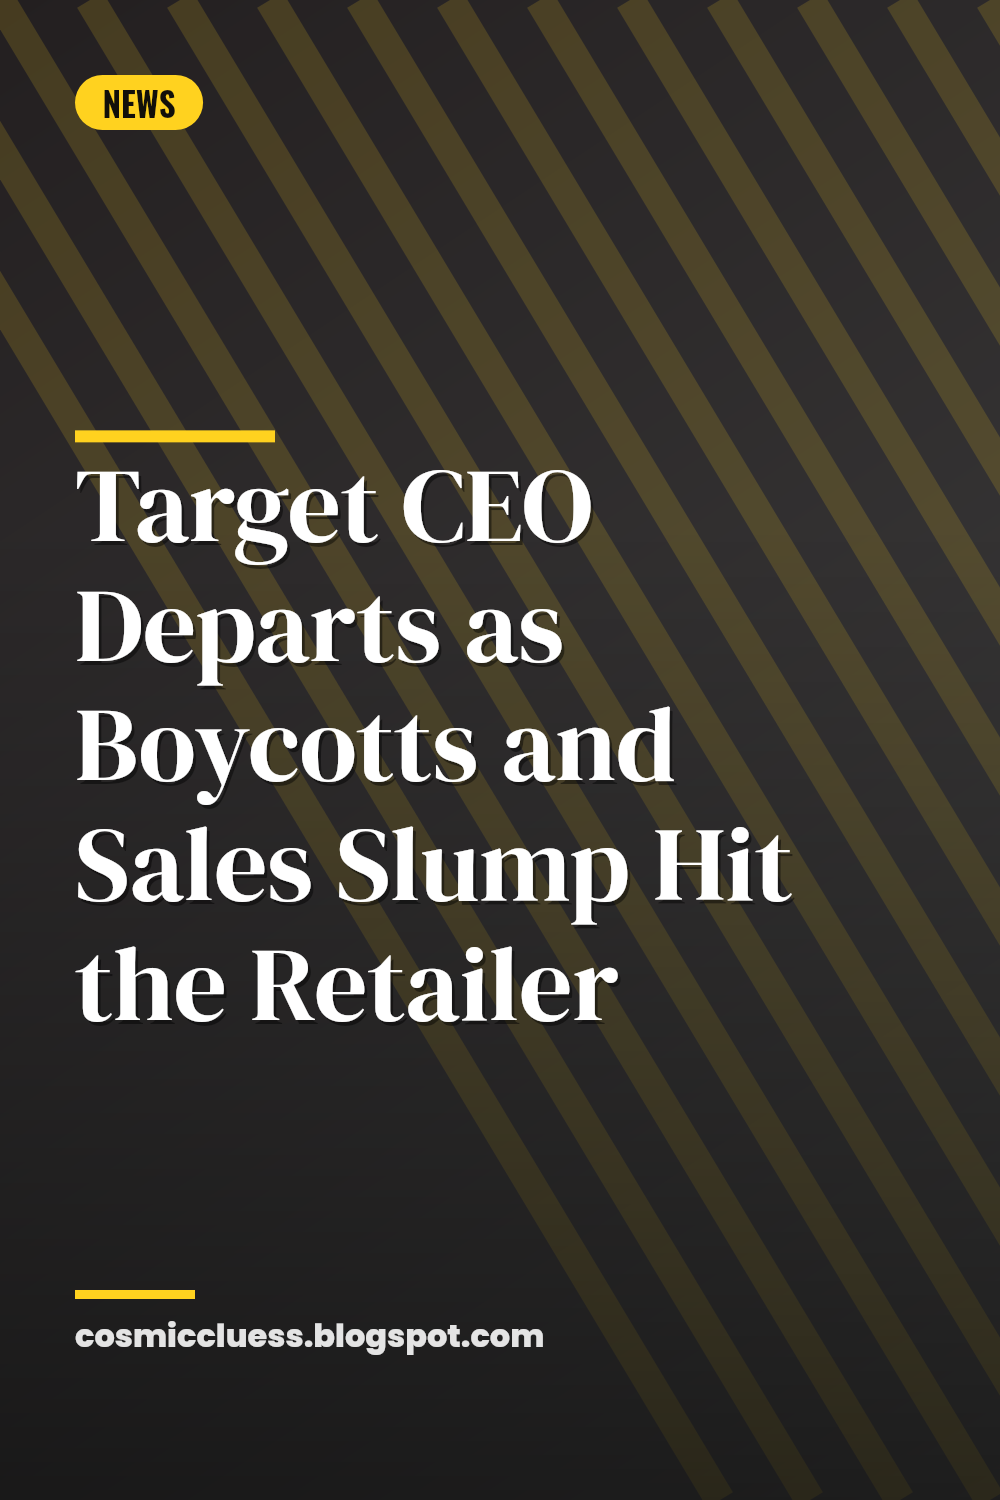 NEWS
Target CEO
Departs as
Boycotts and
Sales Slump Hit
the Retailer
cosmiccluess.blogspot.com